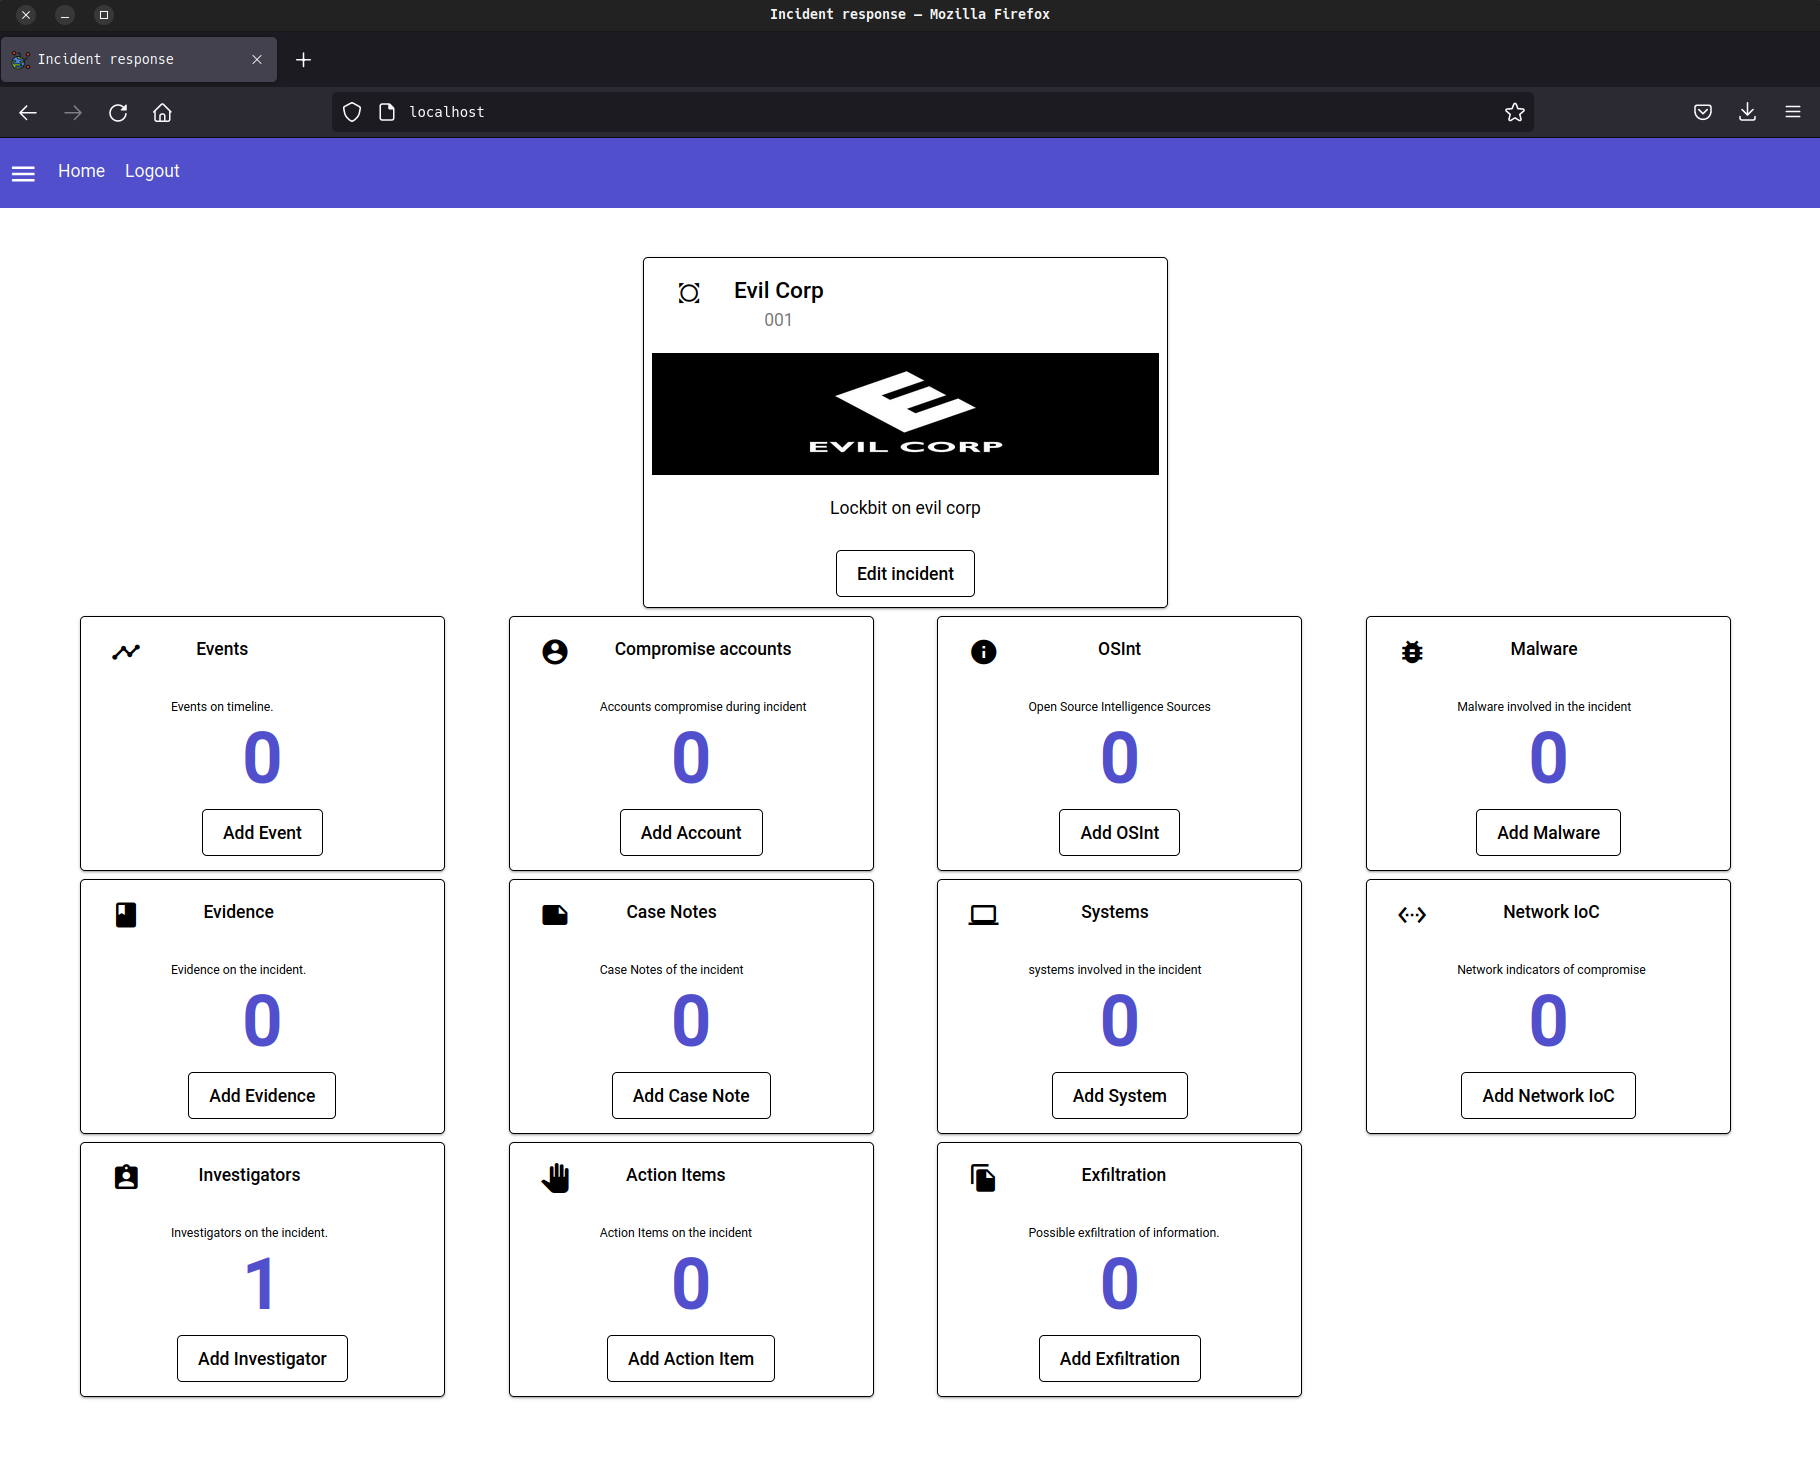 Incident response — Mozilla Firefox
Incident response
localhost
Home Logout
Evil Corp
001
EVIL CORP
Lockbit on evil corp
Edit incident
Events
Events on timeline.
0
Add Event
Compromise accounts
Accounts compromise during incident
0
Add Account
OSInt
Open Source Intelligence Sources
0
Add OSInt
Malware
Malware involved in the incident
0
Add Malware
Evidence
Evidence on the incident.
0
Add Evidence
Case Notes
Case Notes of the incident
0
Add Case Note
Systems
systems involved in the incident
0
Add System
Network IoC
Network indicators of compromise
0
Add Network IoC
Investigators
Investigators on the incident.
1
Add Investigator
Action Items
Action Items on the incident
0
Add Action Item
Exfiltration
Possible exfiltration of information.
0
Add Exfiltration